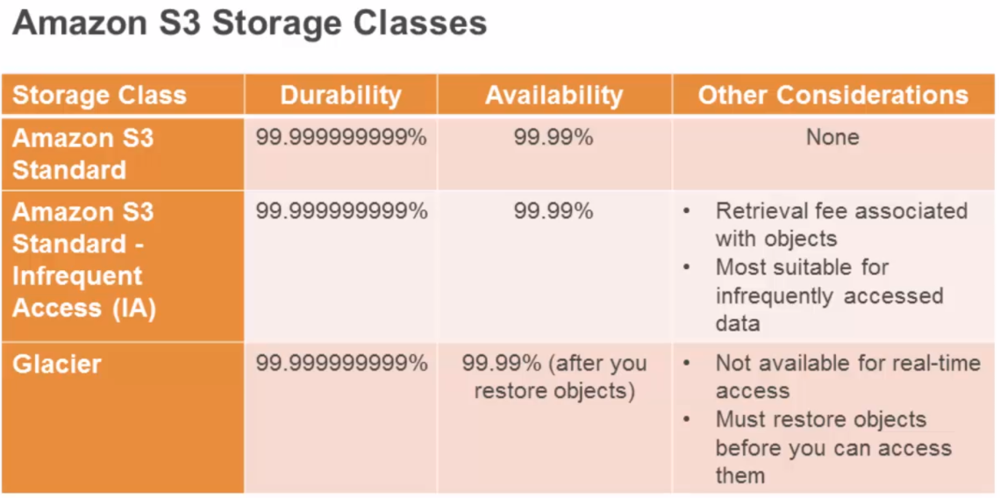 Amazon S3 Storage Classes
Storage Class Durability Availability Other Considerations
Amazon S3 Standard 99.999999999% 99.99% None
Amazon S3
Standard -
Infrequent
Access (IA)
99.999999999%
99.99%
• Retrieval fee associated
with objects
• Most suitable for
infrequently accessed
data
Glacier
99.999999999%
99.99% (after you
restore objects)
• Not available for real-time
access
• Must restore objects
before you can access
them